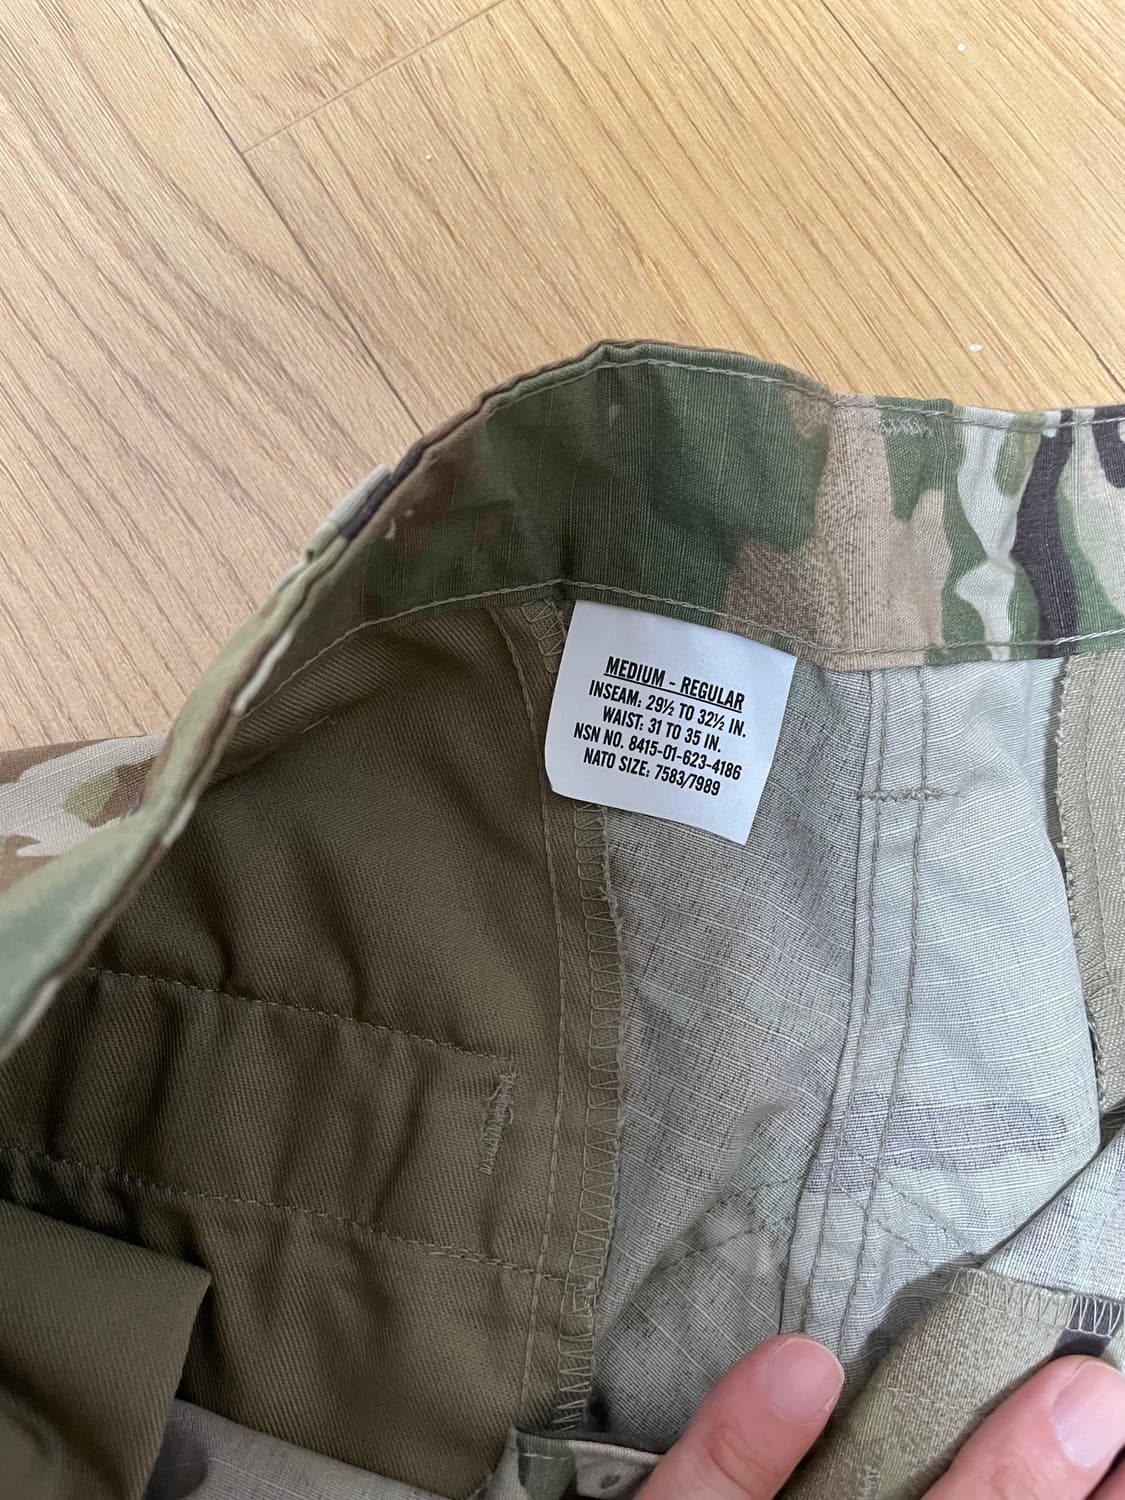 MEDIUM - REGULAR
INSEAM: 29½ TO 32½ IN.
WAIST: 31 TO 35 IN.
NSN NO. 8415-01-623-4186
NATO SIZE: 7583/7989